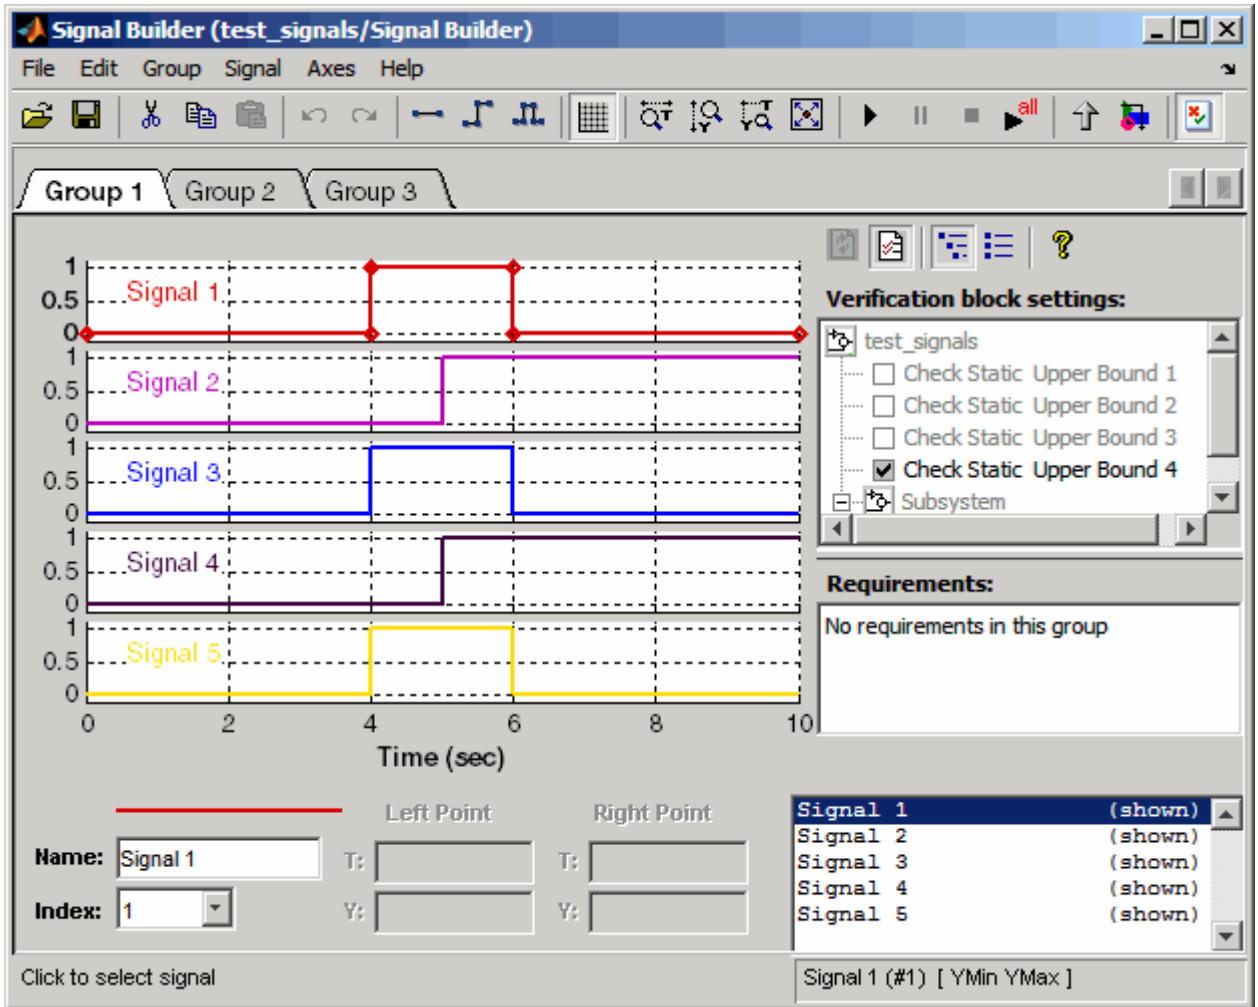 Signal Builder (test_signals/Signal Builder)
File Edit Group Signal Axes Help
all
Group 1 Group 2 Group 3
1
0.5
0
Signal 1
1
0.5
0
Signal 2
1
0.5
0
Signal 3
1
0.5
0
Signal 4
1
0.5
0
Signal 5
0 2 4 6 8 10
Time (sec)
Verification block settings:
test_signals
Check Static Upper Bound 1
Check Static Upper Bound 2
Check Static Upper Bound 3
Check Static Upper Bound 4
Subsystem
Requirements:
No requirements in this group
Left Point Right Point
Name: Signal 1 T: T:
Index: 1 Y: Y:
Signal 1 (shown)
Signal 2 (shown)
Signal 3 (shown)
Signal 4 (shown)
Signal 5 (shown)
Click to select signal
Signal 1 (#1) [ YMin YMax ]